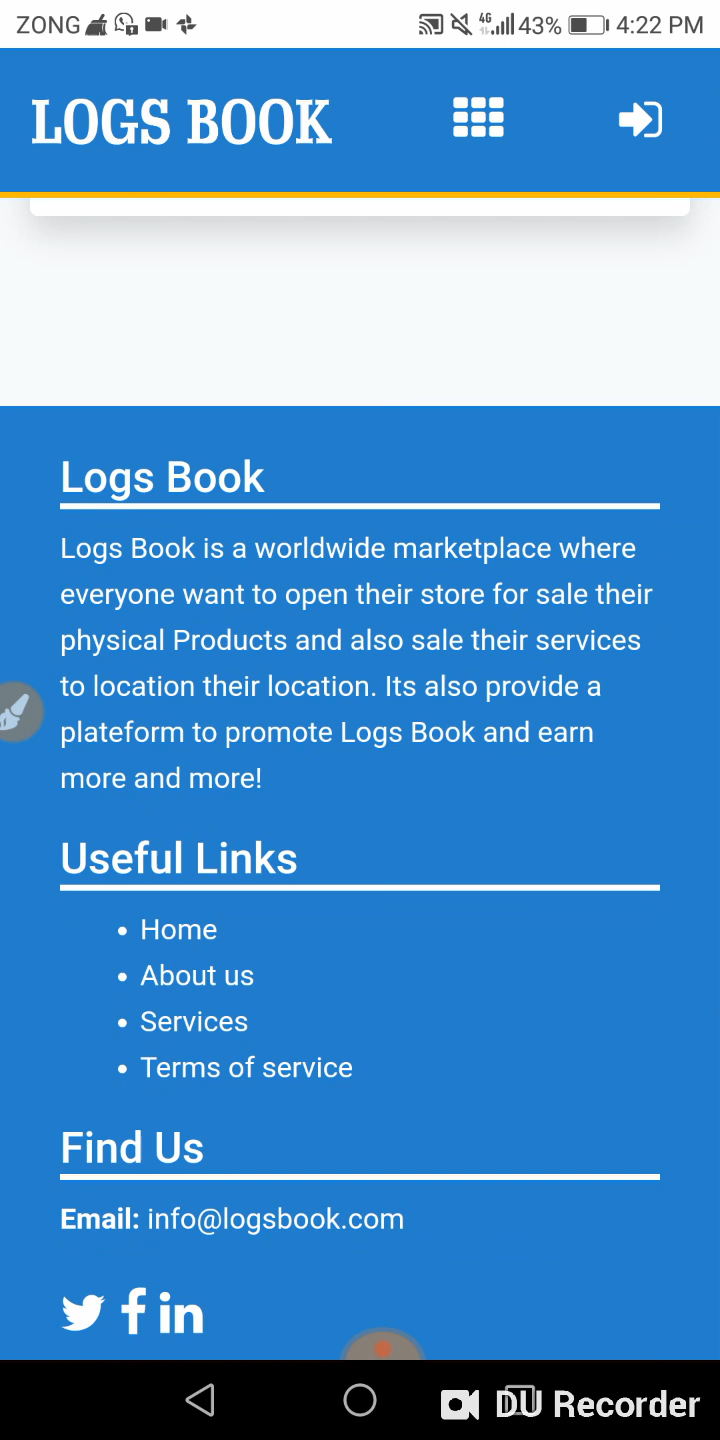 ZONG 4G 43% 4:22 PM
LOGS BOOK
Logs Book
Logs Book is a worldwide marketplace where
everyone want to open their store for sale their
physical Products and also sale their services
to location their location. Its also provide a
plateform to promote Logs Book and earn
more and more!
Useful Links
• Home
• About us
• Services
• Terms of service
Find Us
Email: info@logsbook.com
DU Recorder